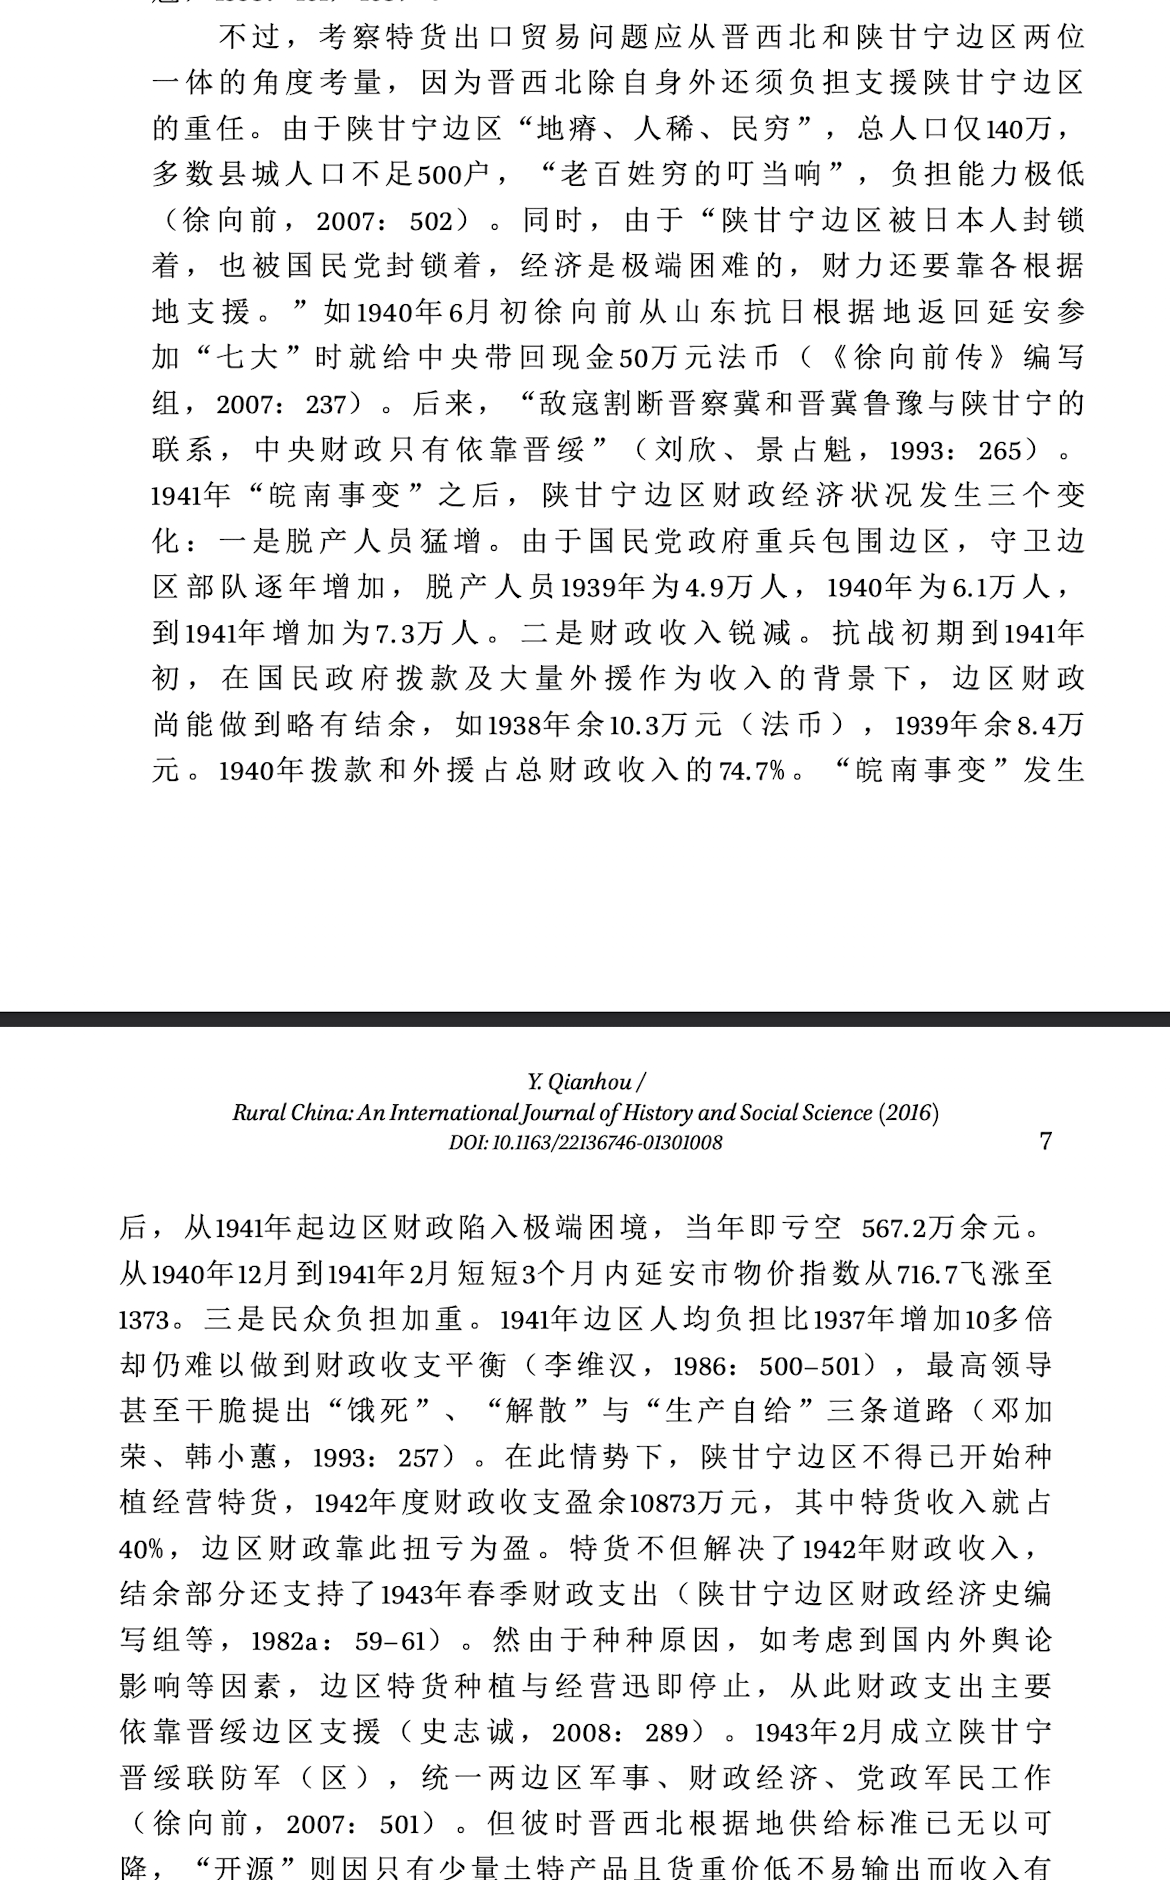 不过，考察特货出口贸易问题应从晋西北和陕甘宁边区两位
一体的角度考量，因为晋西北除自身外还须负担支援陕甘宁边区
的重任。由于陕甘宁边区“地瘠、人稀、民穷”，总人口仅140万，
多数县城人口不足500户，“老百姓穷的叮当响”，负担能力极低
（徐向前，2007：502）。同时，由于“陕甘宁边区被日本人封锁
着，也被国民党封锁着，经济是极端困难的，财力还要靠各根据
地支援。”如1940年6月初徐向前从山东抗日根据地返回延安参
加“七大”时就给中央带回现金50万元法币（《徐向前传》编写
组，2007：237）。后来，“敌寇割断晋察冀和晋冀鲁豫与陕甘宁的
联系，中央财政只有依靠晋绥”（刘欣、景占魁，1993：265）。
1941年“皖南事变”之后，陕甘宁边区财政经济状况发生三个变
化：一是脱产人员猛增。由于国民党政府重兵包围边区，守卫边
区部队逐年增加，脱产人员1939年为4.9万人，1940年为6.1万人，
到1941年增加为7.3万人。二是财政收入锐减。抗战初期到1941年
初，在国民政府拨款及大量外援作为收入的背景下，边区财政
尚能做到略有结余，如1938年余10.3万元（法币），1939年余8.4万
元。1940年拨款和外援占总财政收入的74.7%。“皖南事变”发生
Y. Qianhou /
Rural China: An International Journal of History and Social Science (2016)
DOI: 10.1163/22136746-01301008
7
后，从1941年起边区财政陷入极端困境，当年即亏空 567.2万余元。
从1940年12月到1941年2月短短3个月内延安市物价指数从716.7飞涨至
1373。三是民众负担加重。1941年边区人均负担比1937年增加10多倍
却仍难以做到财政收支平衡（李维汉，1986：500–501），最高领导
甚至干脆提出“饿死”、“解散”与“生产自给”三条道路（邓加
荣、韩小蕙，1993：257）。在此情势下，陕甘宁边区不得已开始种
植经营特货，1942年度财政收支盈余10873万元，其中特货收入就占
40%，边区财政靠此扭亏为盈。特货不但解决了1942年财政收入，
结余部分还支持了1943年春季财政支出（陕甘宁边区财政经济史编
写组等，1982a：59–61）。然由于种种原因，如考虑到国内外舆论
影响等因素，边区特货种植与经营迅即停止，从此财政支出主要
依靠晋绥边区支援（史志诚，2008：289）。1943年2月成立陕甘宁
晋绥联防军（区），统一两边区军事、财政经济、党政军民工作
（徐向前，2007：501）。但彼时晋西北根据地供给标准已无以可
降，“开源”则因只有少量土特产品且货重价低不易输出而收入有